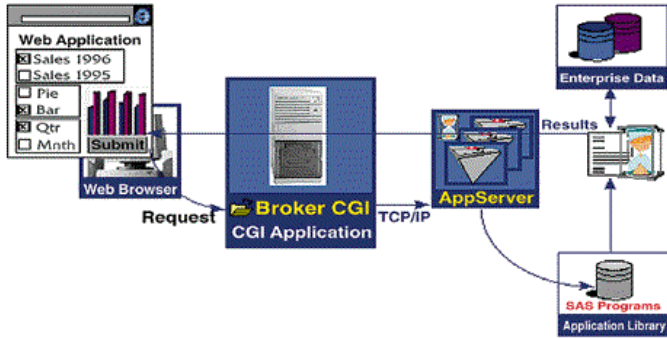 Web Application
Sales 1996
Sales 1995
Pie
Bar
Qtr
Mnth
Submit
Web Browser
Request
Broker CGI
CGI Application
TCP/IP
AppServer
Results
Enterprise Data
SAS Programs
Application Library